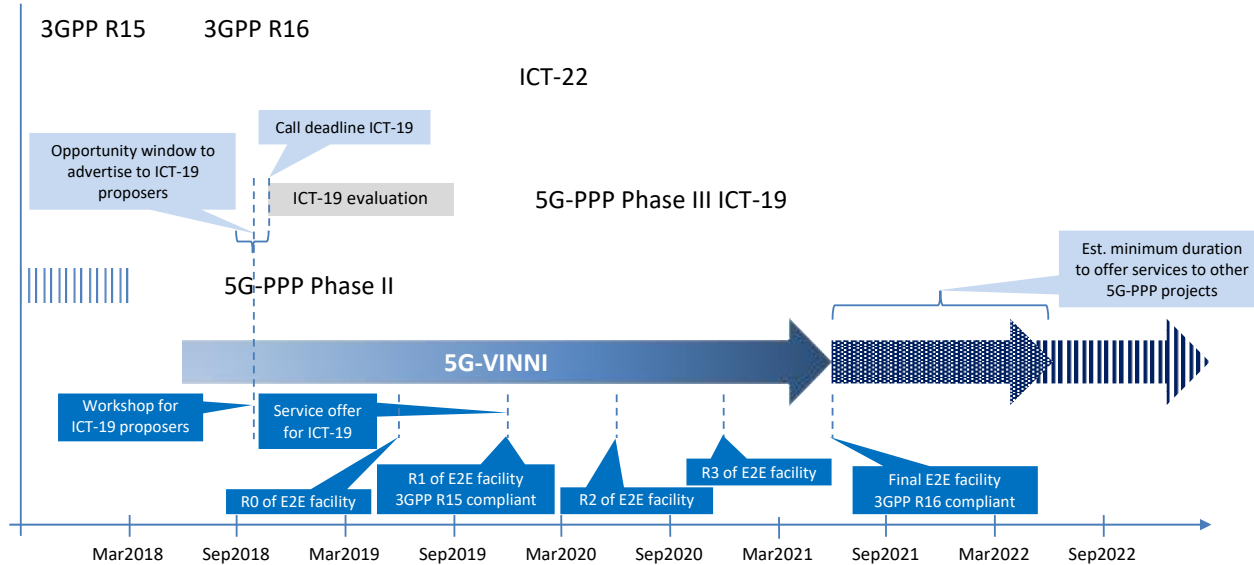 3GPP R15
3GPP R16
ICT-22
Call deadline ICT-19
Opportunity window to
advertise to ICT-19
proposers
ICT-19 evaluation
5G-PPP Phase III ICT-19
Est. minimum duration
to offer services to other
5G-PPP projects
5G-PPP Phase II
5G-VINNI
Workshop for
ICT-19 proposers
Service offer
for ICT-19
R0 of E2E facility
R1 of E2E facility
3GPP R15 compliant
R2 of E2E facility
R3 of E2E facility
Final E2E facility
3GPP R16 compliant
Mar2018
Sep2018
Mar2019
Sep2019
Mar2020
Sep2020
Mar2021
Sep2021
Mar2022
Sep2022